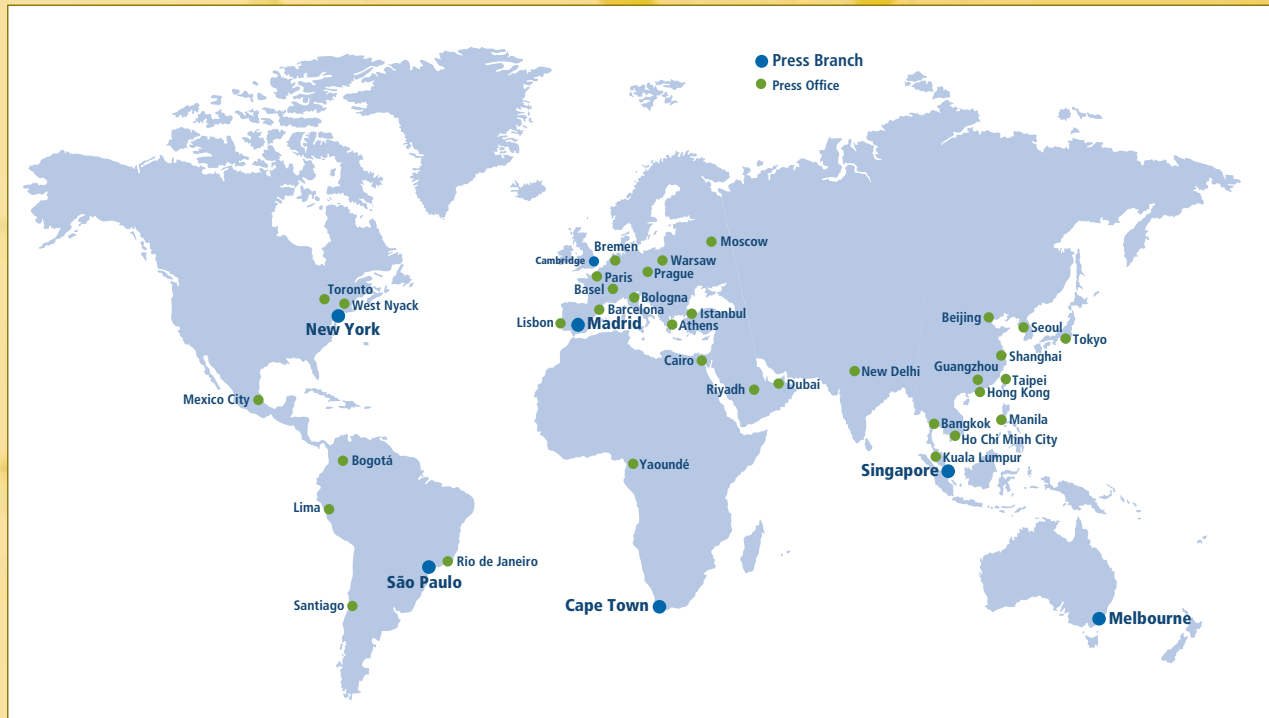 Press Branch
Press Office
Moscow
Bremen
Cambridge
Warsaw
Prague
Paris
Basel
Bologna
Barcelona
Istanbul
Lisbon
Madrid
Athens
Toronto
West Nyack
New York
Beijing
Seoul
Tokyo
Shanghai
Cairo
Guangzhou
New Delhi
Taipei
Dubai
Riyadh
Hong Kong
Mexico City
Manila
Bangkok
Ho Chi Minh City
Kuala Lumpur
Bogotá
Yaoundé
Singapore
Lima
Rio de Janeiro
São Paulo
Santiago
Cape Town
Melbourne